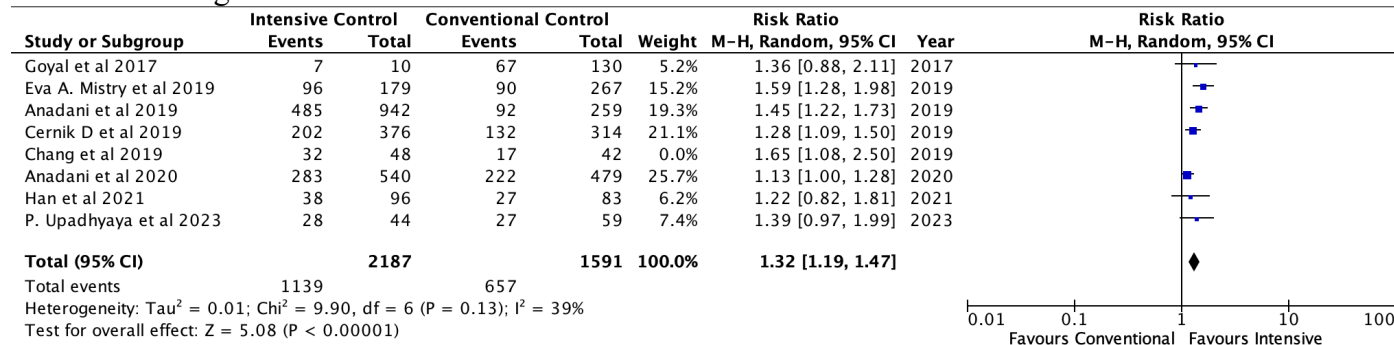 Intensive Control Conventional Control Risk Ratio Risk Ratio
Study or Subgroup Events Total Events Total Weight M-H, Random, 95% CI Year M-H, Random, 95% CI
Goyal et al 2017 7 10 67 130 5.2% 1.36 [0.88, 2.11] 2017
Eva A. Mistry et al 2019 96 179 90 267 15.2% 1.59 [1.28, 1.98] 2019
Anadani et al 2019 485 942 92 259 19.3% 1.45 [1.22, 1.73] 2019
Cernik D et al 2019 202 376 132 314 21.1% 1.28 [1.09, 1.50] 2019
Chang et al 2019 32 48 17 42 0.0% 1.65 [1.08, 2.50] 2019
Anadani et al 2020 283 540 222 479 25.7% 1.13 [1.00, 1.28] 2020
Han et al 2021 38 96 27 83 6.2% 1.22 [0.82, 1.81] 2021
P. Upadhyaya et al 2023 28 44 27 59 7.4% 1.39 [0.97, 1.99] 2023
Total (95% CI) 2187 1591 100.0% 1.32 [1.19, 1.47]
Total events 1139 657
Heterogeneity: Tau² = 0.01; Chi² = 9.90, df = 6 (P = 0.13); I² = 39%
Test for overall effect: Z = 5.08 (P < 0.00001)
0.01 0.1 1 10 100
Favours Conventional Favours Intensive